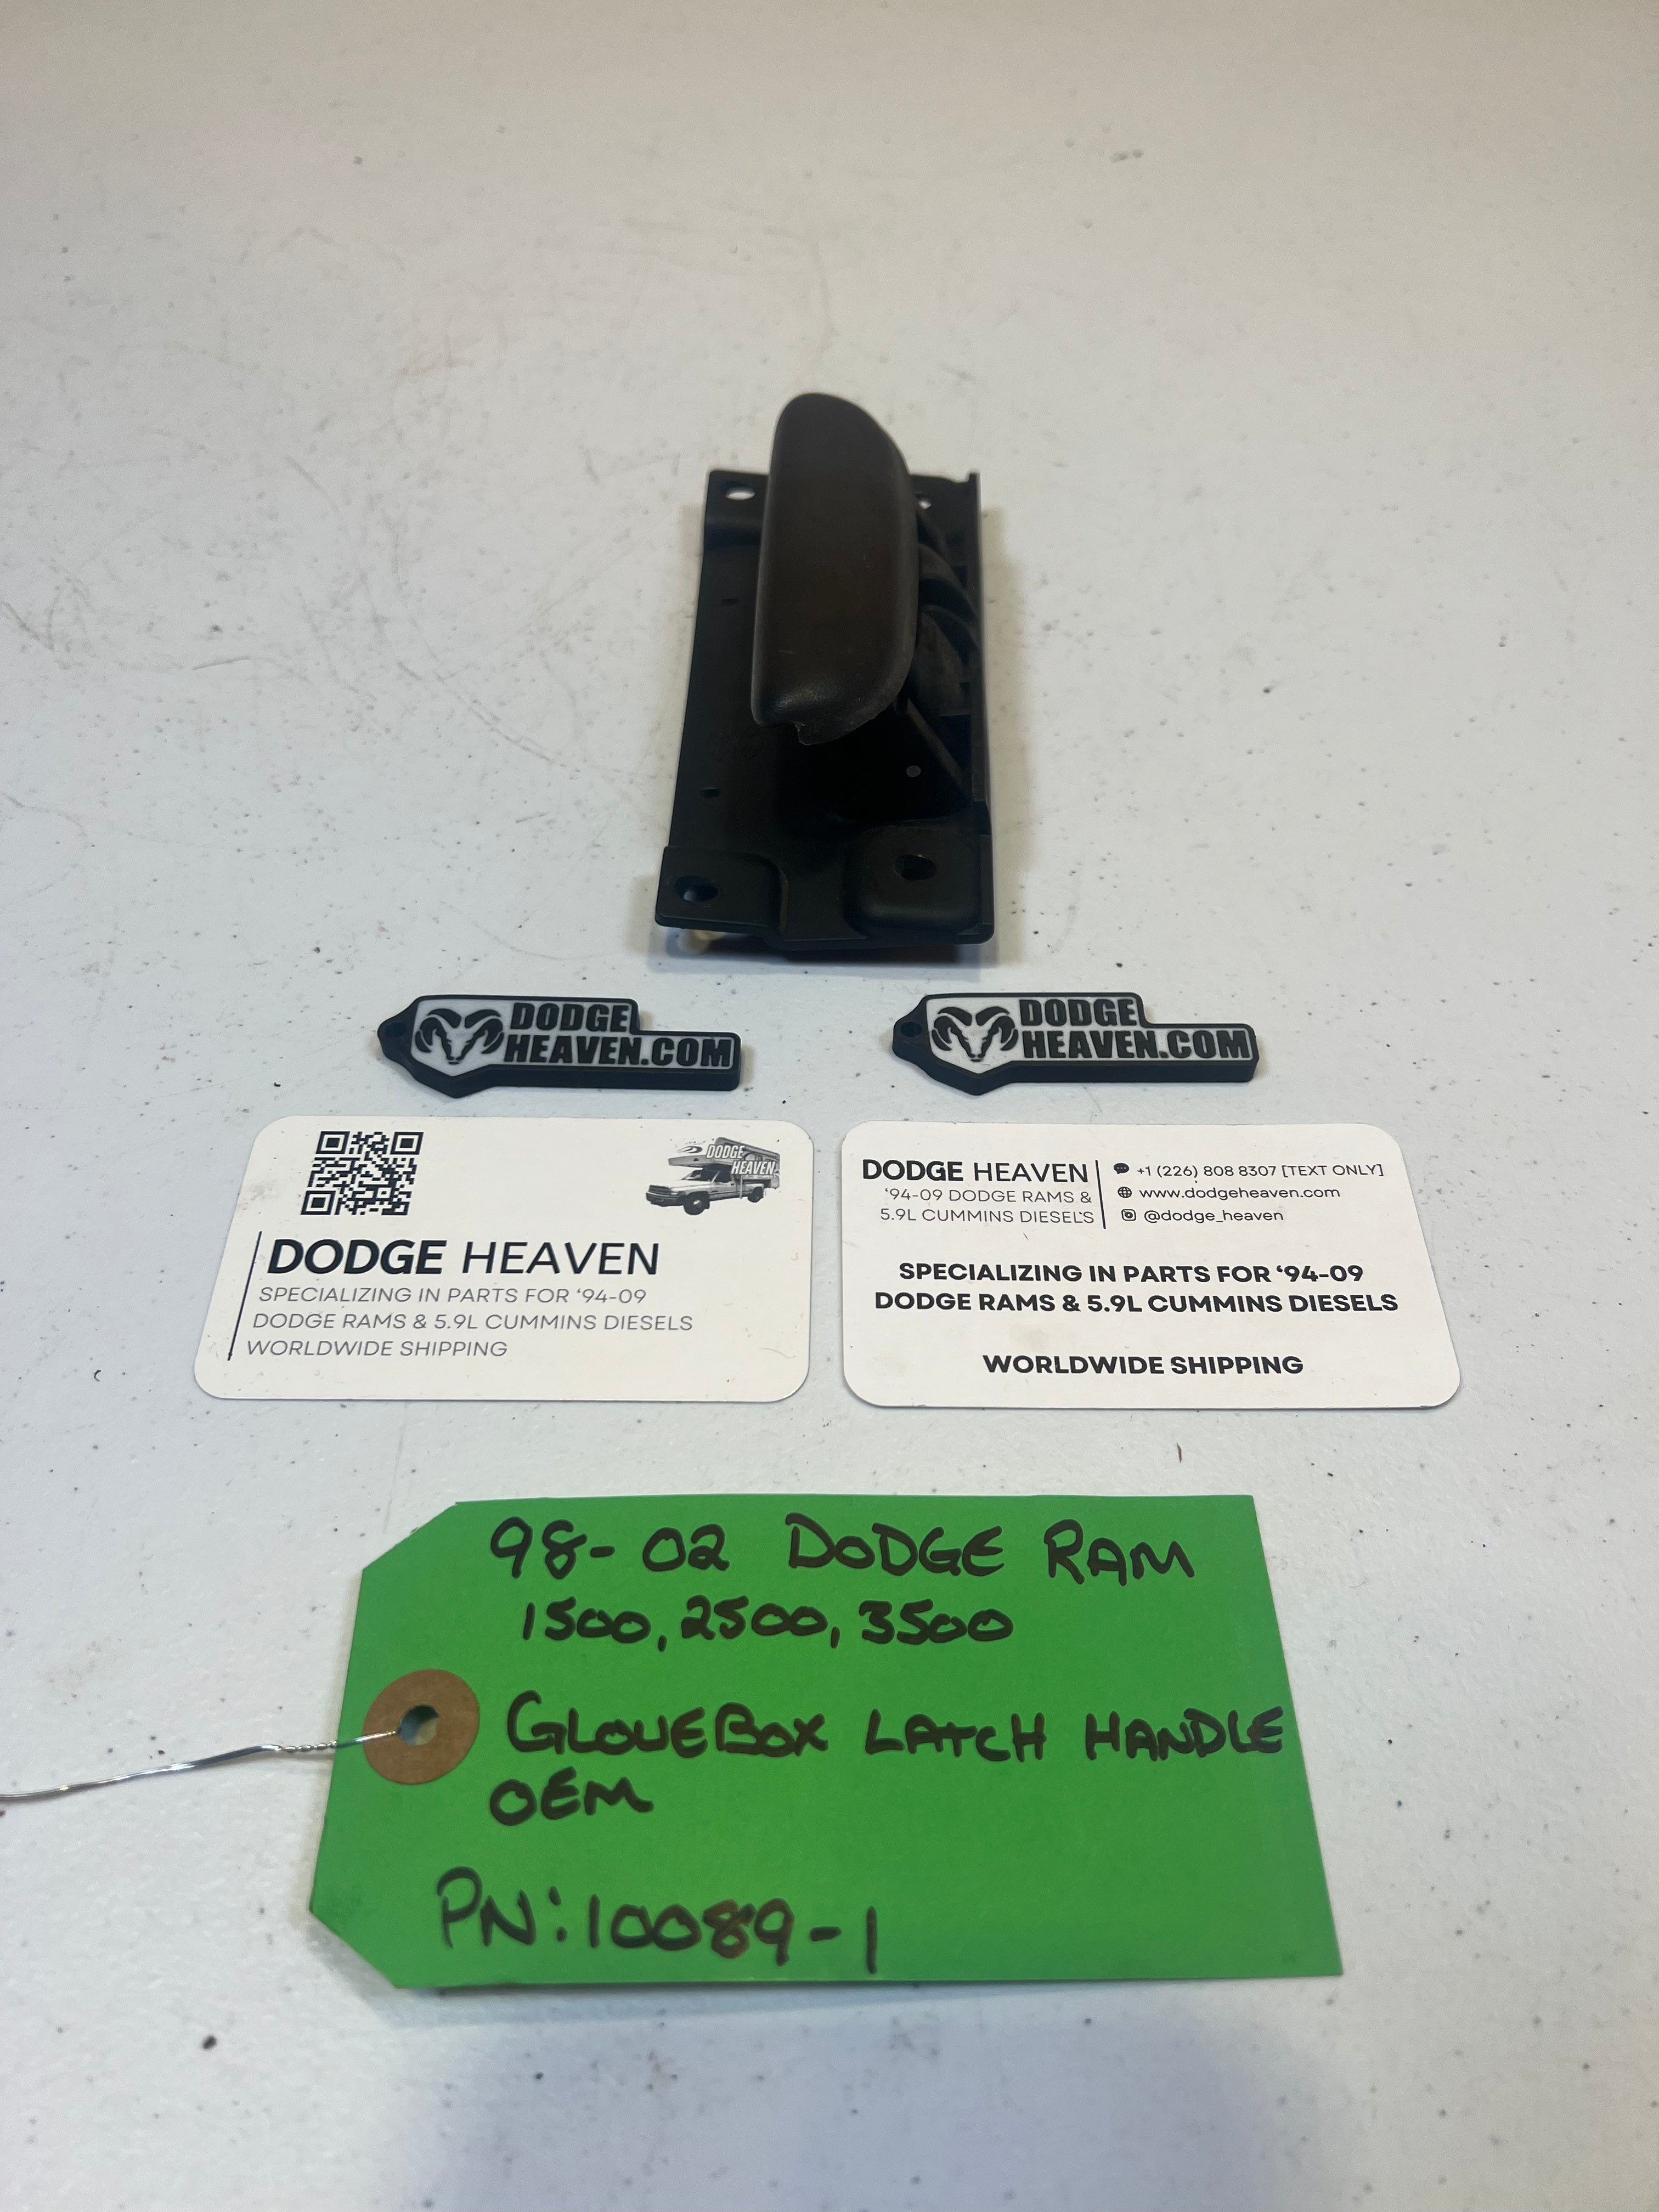 DODGE
HEAVEN.COM
DODGE
HEAVEN.COM
DODGE
HEAVEN
DODGE HEAVEN
SPECIALIZING IN PARTS FOR '94-09
DODGE RAMS & 5.9L CUMMINS DIESELS
WORLDWIDE SHIPPING
DODGE HEAVEN
'94-09 DODGE RAMS &
5.9L CUMMINS DIESELS
+1 (226) 808 8307 [TEXT ONLY]
www.dodgeheaven.com
@dodge_heaven
SPECIALIZING IN PARTS FOR '94-09
DODGE RAMS & 5.9L CUMMINS DIESELS
WORLDWIDE SHIPPING
98-02 DODGE RAM
1500, 2500, 3500
GLOVEBOX LATCH HANDLE
OEM
PN: 10089-1